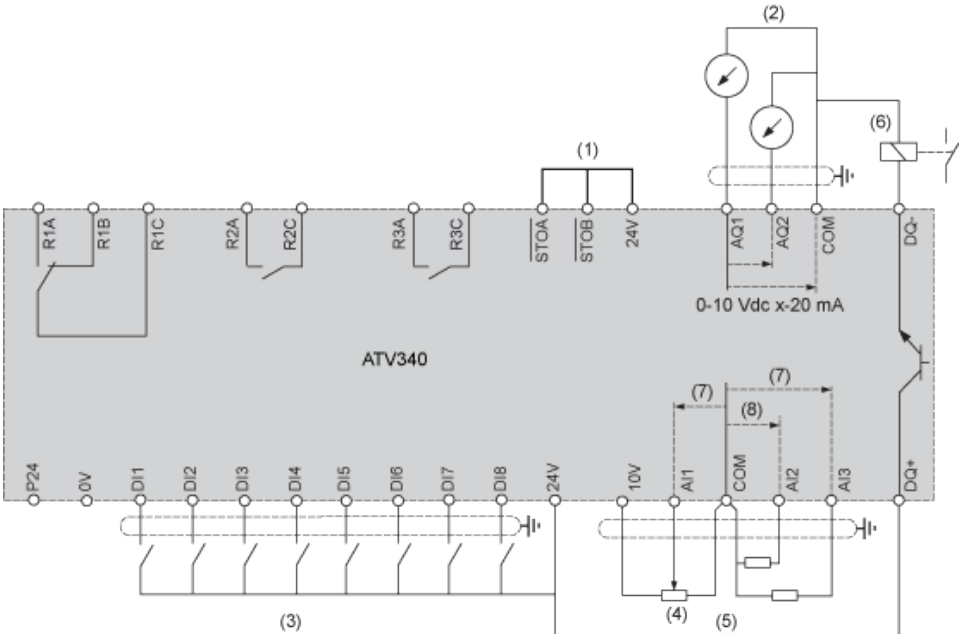 (2)
(6)
(1)
R1A R1B R1C R2A R2C R3A R3C STOA STOB 24V AQ1 AQ2 COM DQ-
0-10 Vdc x-20 mA
ATV340
(7)
(7)
(8)
P24 0V DI1 DI2 DI3 DI4 DI5 DI6 DI7 DI8 24V 10V AI1 COM AI2 AI3 DQ+
(3)
(4)
(5)